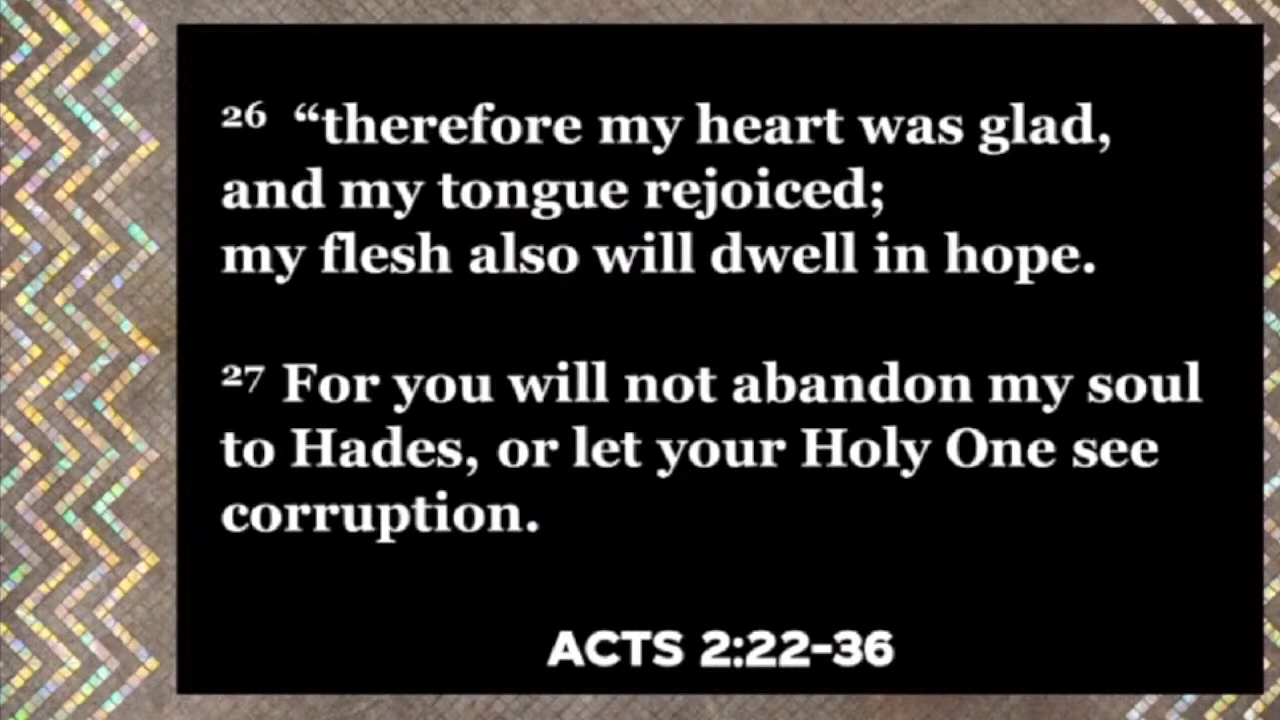 26 “therefore my heart was glad,
and my tongue rejoiced;
my flesh also will dwell in hope.
27 For you will not abandon my soul
to Hades, or let your Holy One see
corruption.
ACTS 2:22-36